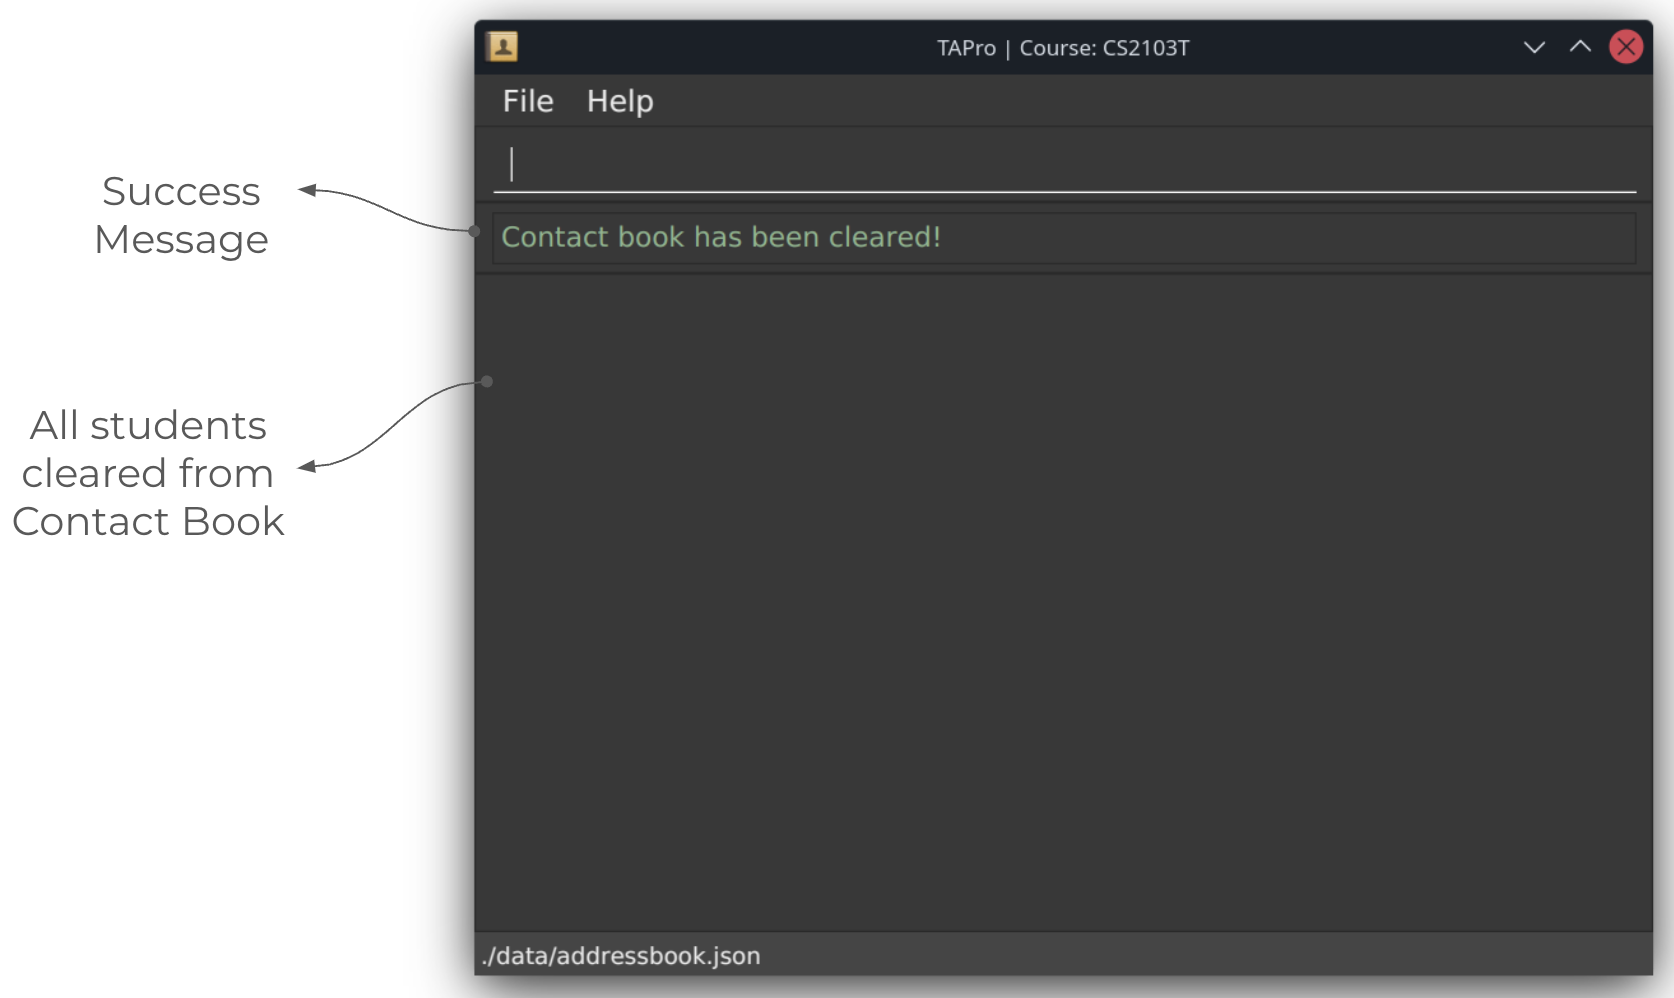 TAPro | Course: CS2103T
File Help
Success
Message
Contact book has been cleared!
All students
cleared from
Contact Book
./data/addressbook.json